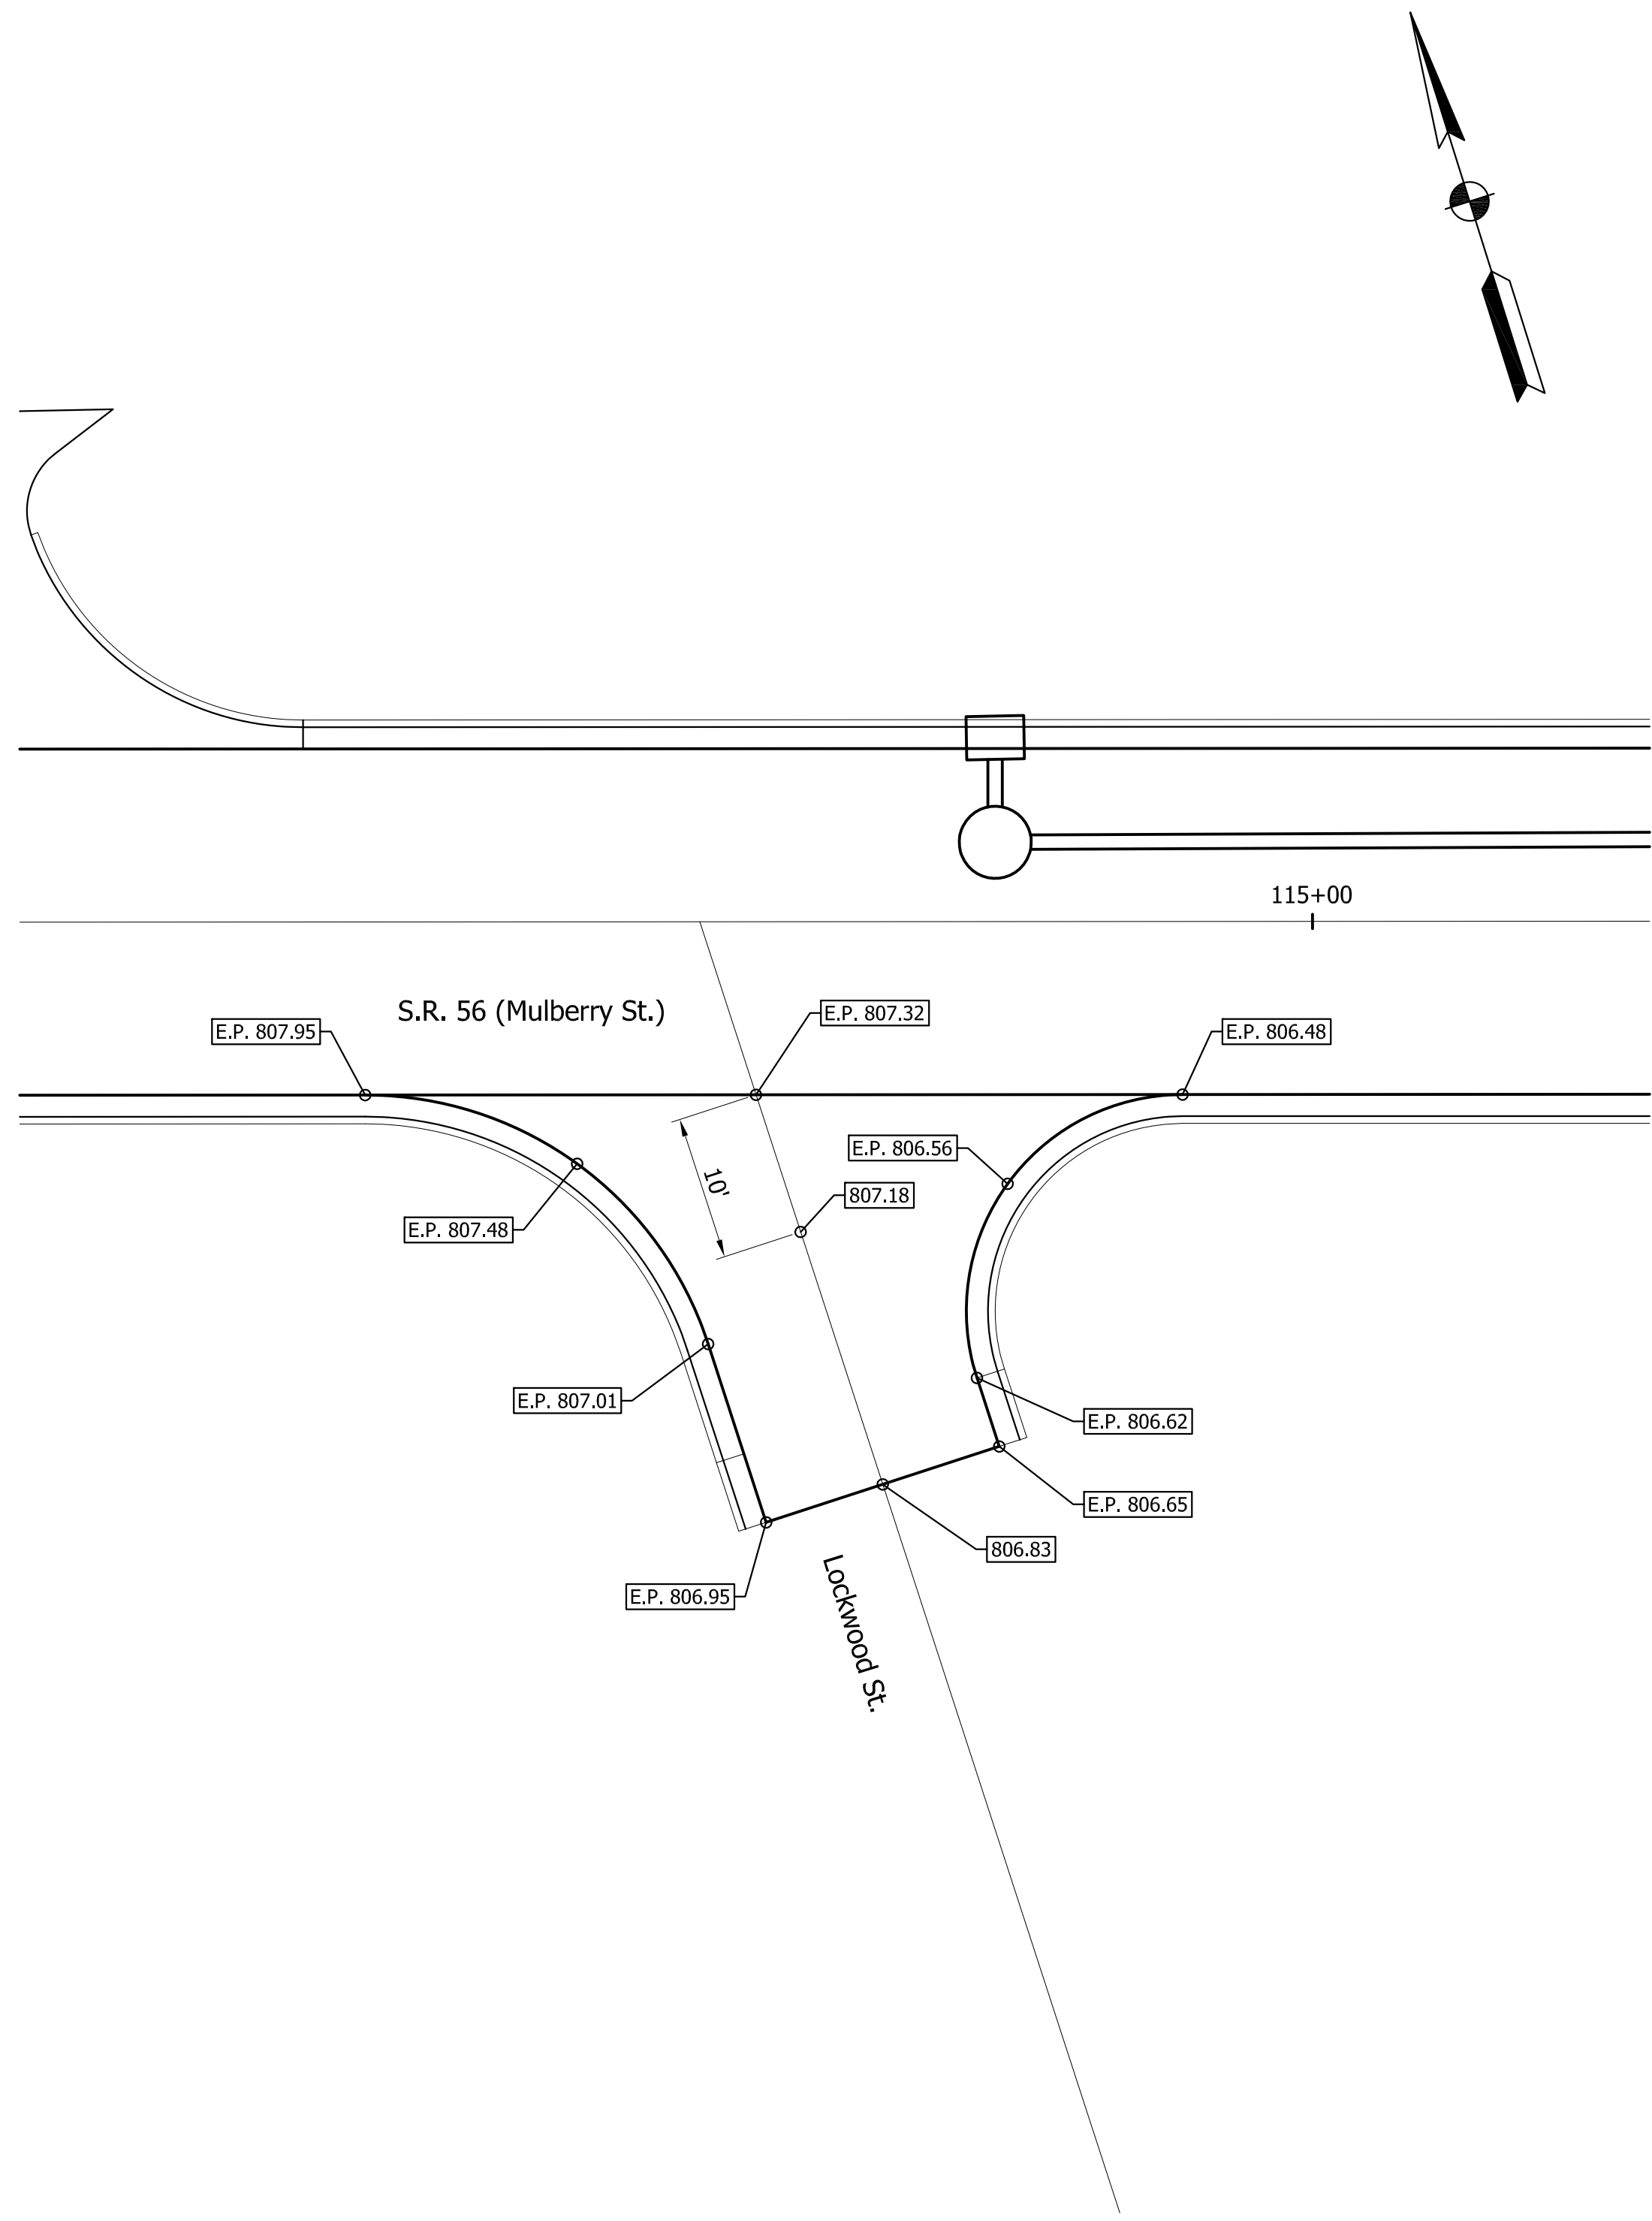 115+00
S.R. 56 (Mulberry St.)
E.P. 807.32
E.P. 807.95
E.P. 806.48
E.P. 806.56
10'
807.18
E.P. 807.48
E.P. 807.01
E.P. 806.62
E.P. 806.65
806.83
E.P. 806.95
Lockwood St.